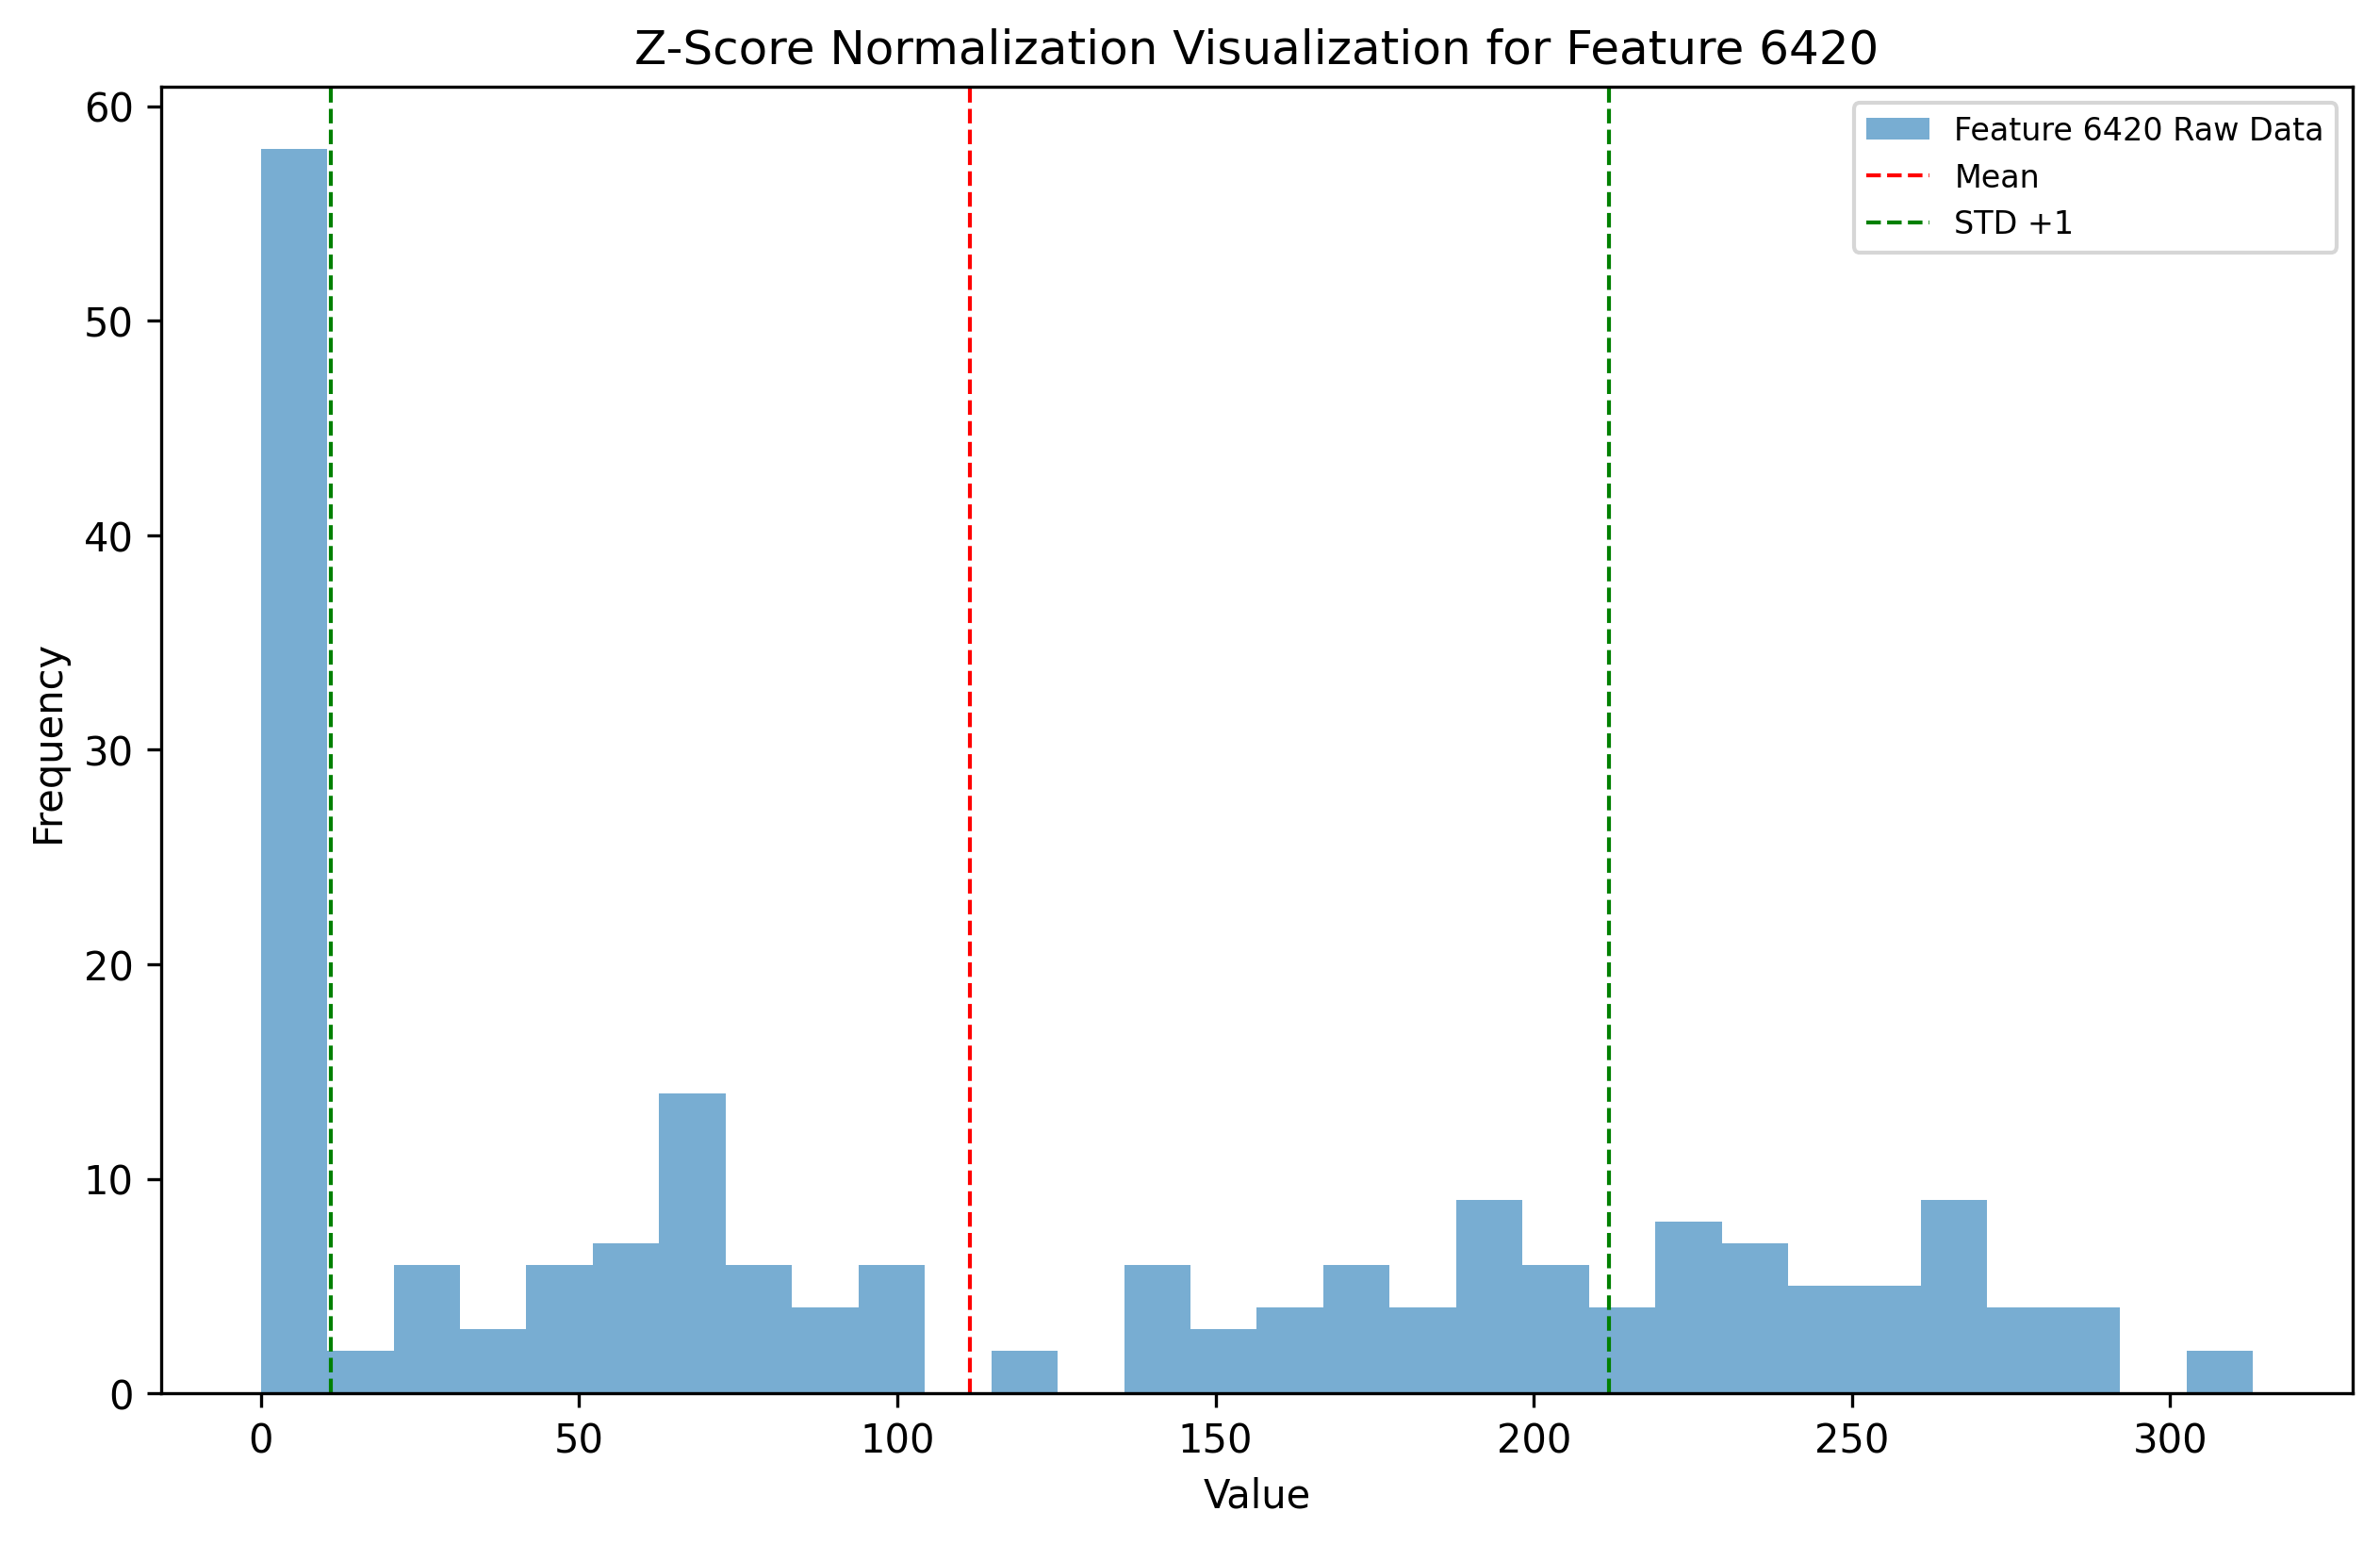 Z-Score Normalization Visualization for Feature 6420
Feature 6420 Raw Data
Mean
STD +1
60
50
40
30
20
10
0
Frequency
0 50 100 150 200 250 300
Value